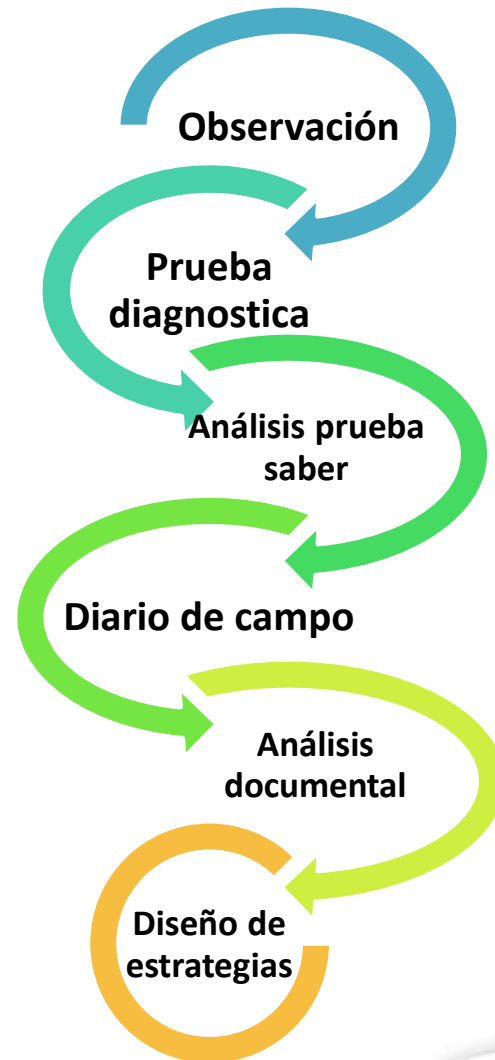 Observación
Prueba
diagnostica
Análisis prueba
saber
Diario de campo
Análisis
documental
Diseño de
estrategias